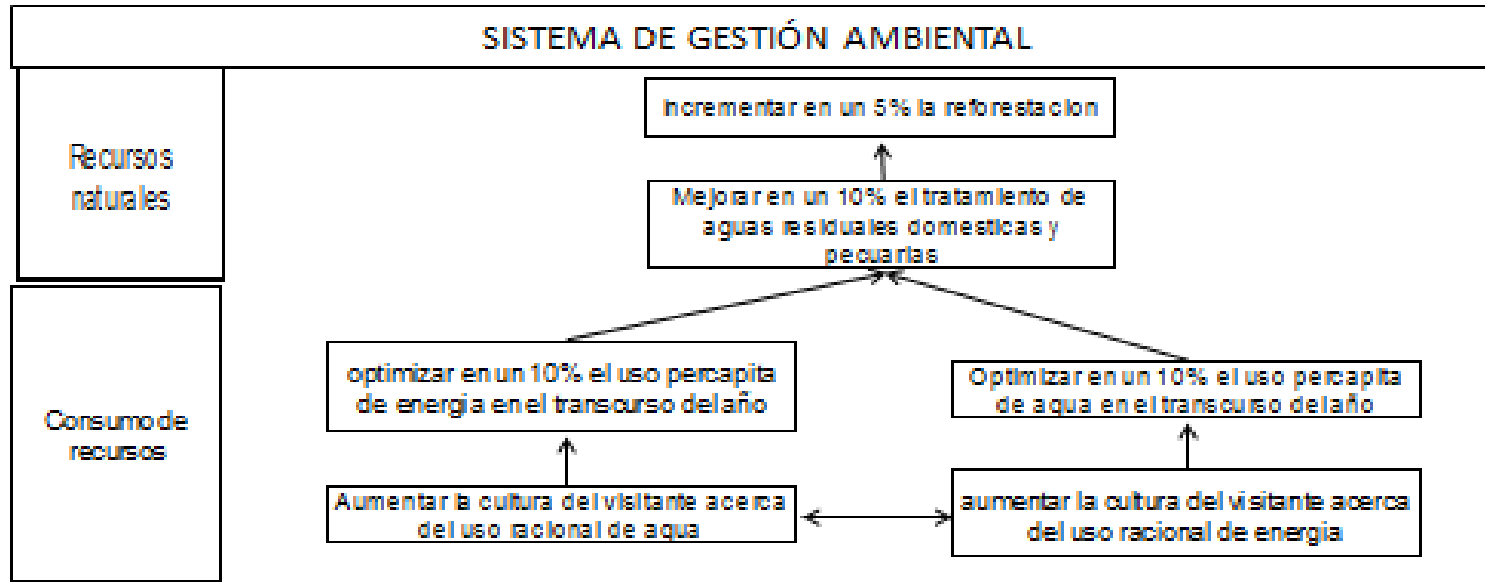 SISTEMA DE GESTIÓN AMBIENTAL
Recursos
naturales
Incrementar en un 5% la reforestacion
Mejorar en un 10% el tratamiento de
aguas residuales domesticas y
pecuarias
Consumo de
recursos
optimizar en un 10% el uso percapita
de energia en el transcurso del año
Optimizar en un 10% el uso percapita
de agua en el transcurso del año
Aumentar la cultura del visitante acerca
del uso racional de agua
aumentar la cultura del visitante acerca
del uso racional de energia